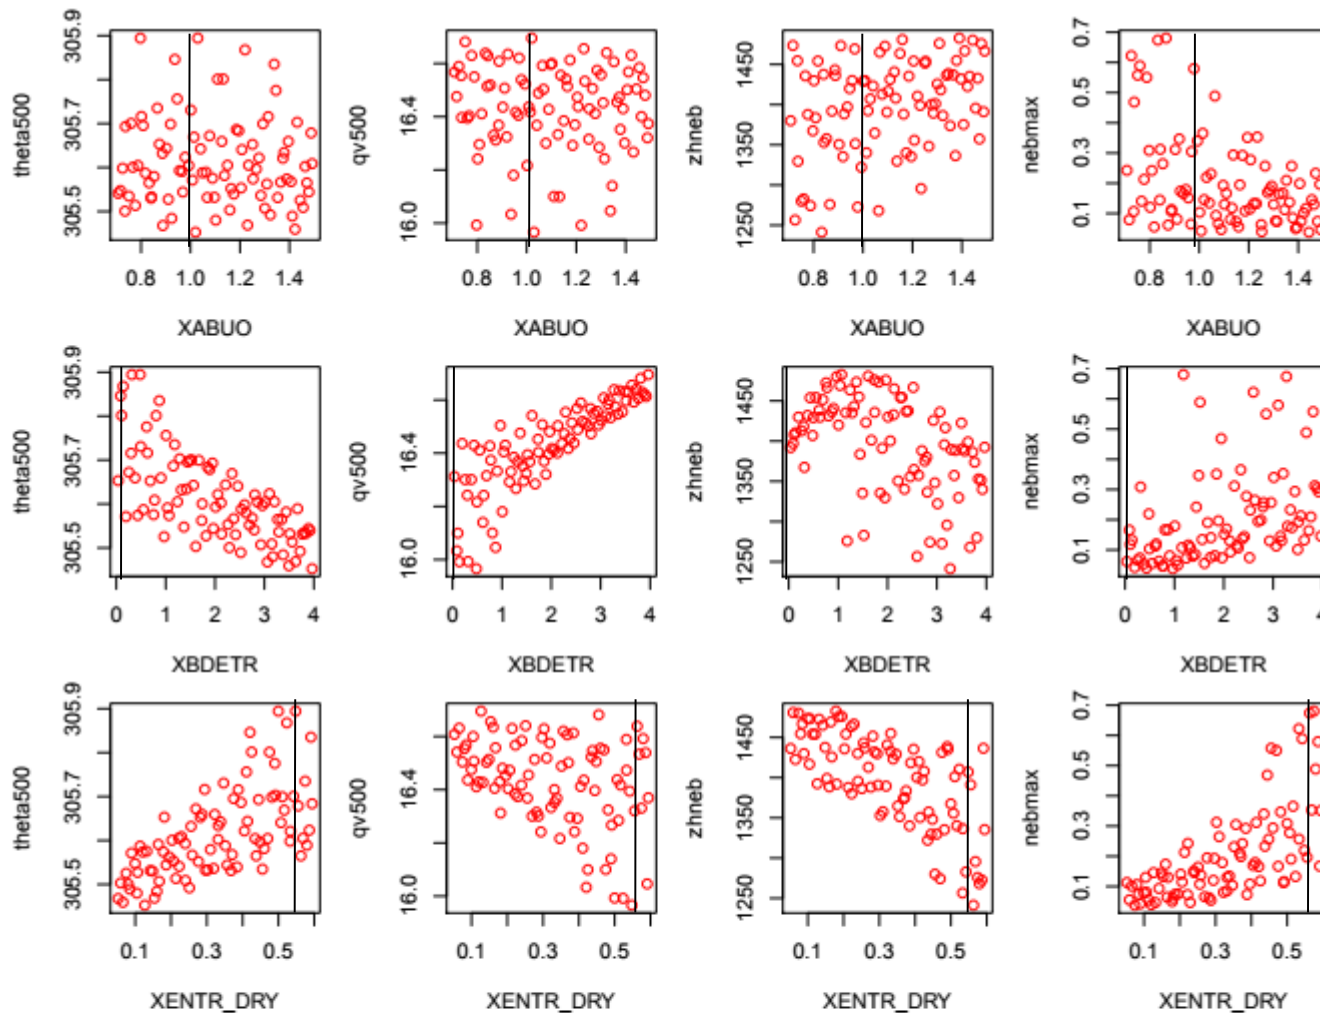 theta500
305.5 305.7 305.9
0.8 1.0 1.2 1.4
XABUO
qv500
16.0 16.4
0.8 1.0 1.2 1.4
XABUO
zhneb
1250 1350 1450
0.8 1.0 1.2 1.4
XABUO
nebmax
0.1 0.3 0.5 0.7
0.8 1.0 1.2 1.4
XABUO
theta500
305.5 305.7 305.9
0 1 2 3 4
XBDETR
qv500
16.0 16.4
0 1 2 3 4
XBDETR
zhneb
1250 1350 1450
0 1 2 3 4
XBDETR
nebmax
0.1 0.3 0.5 0.7
0 1 2 3
XBDETR
theta500
305.5 305.7 305.9
0.1 0.3 0.5
XENTR_DRY
qv500
16.0 16.4
0.1 0.3 0.5
XENTR_DRY
zhneb
1250 1350 1450
0.1 0.3 0.5
XENTR_DRY
nebmax
0.1 0.3 0.5 0.7
0.1 0.3 0.5
XENTR_DRY